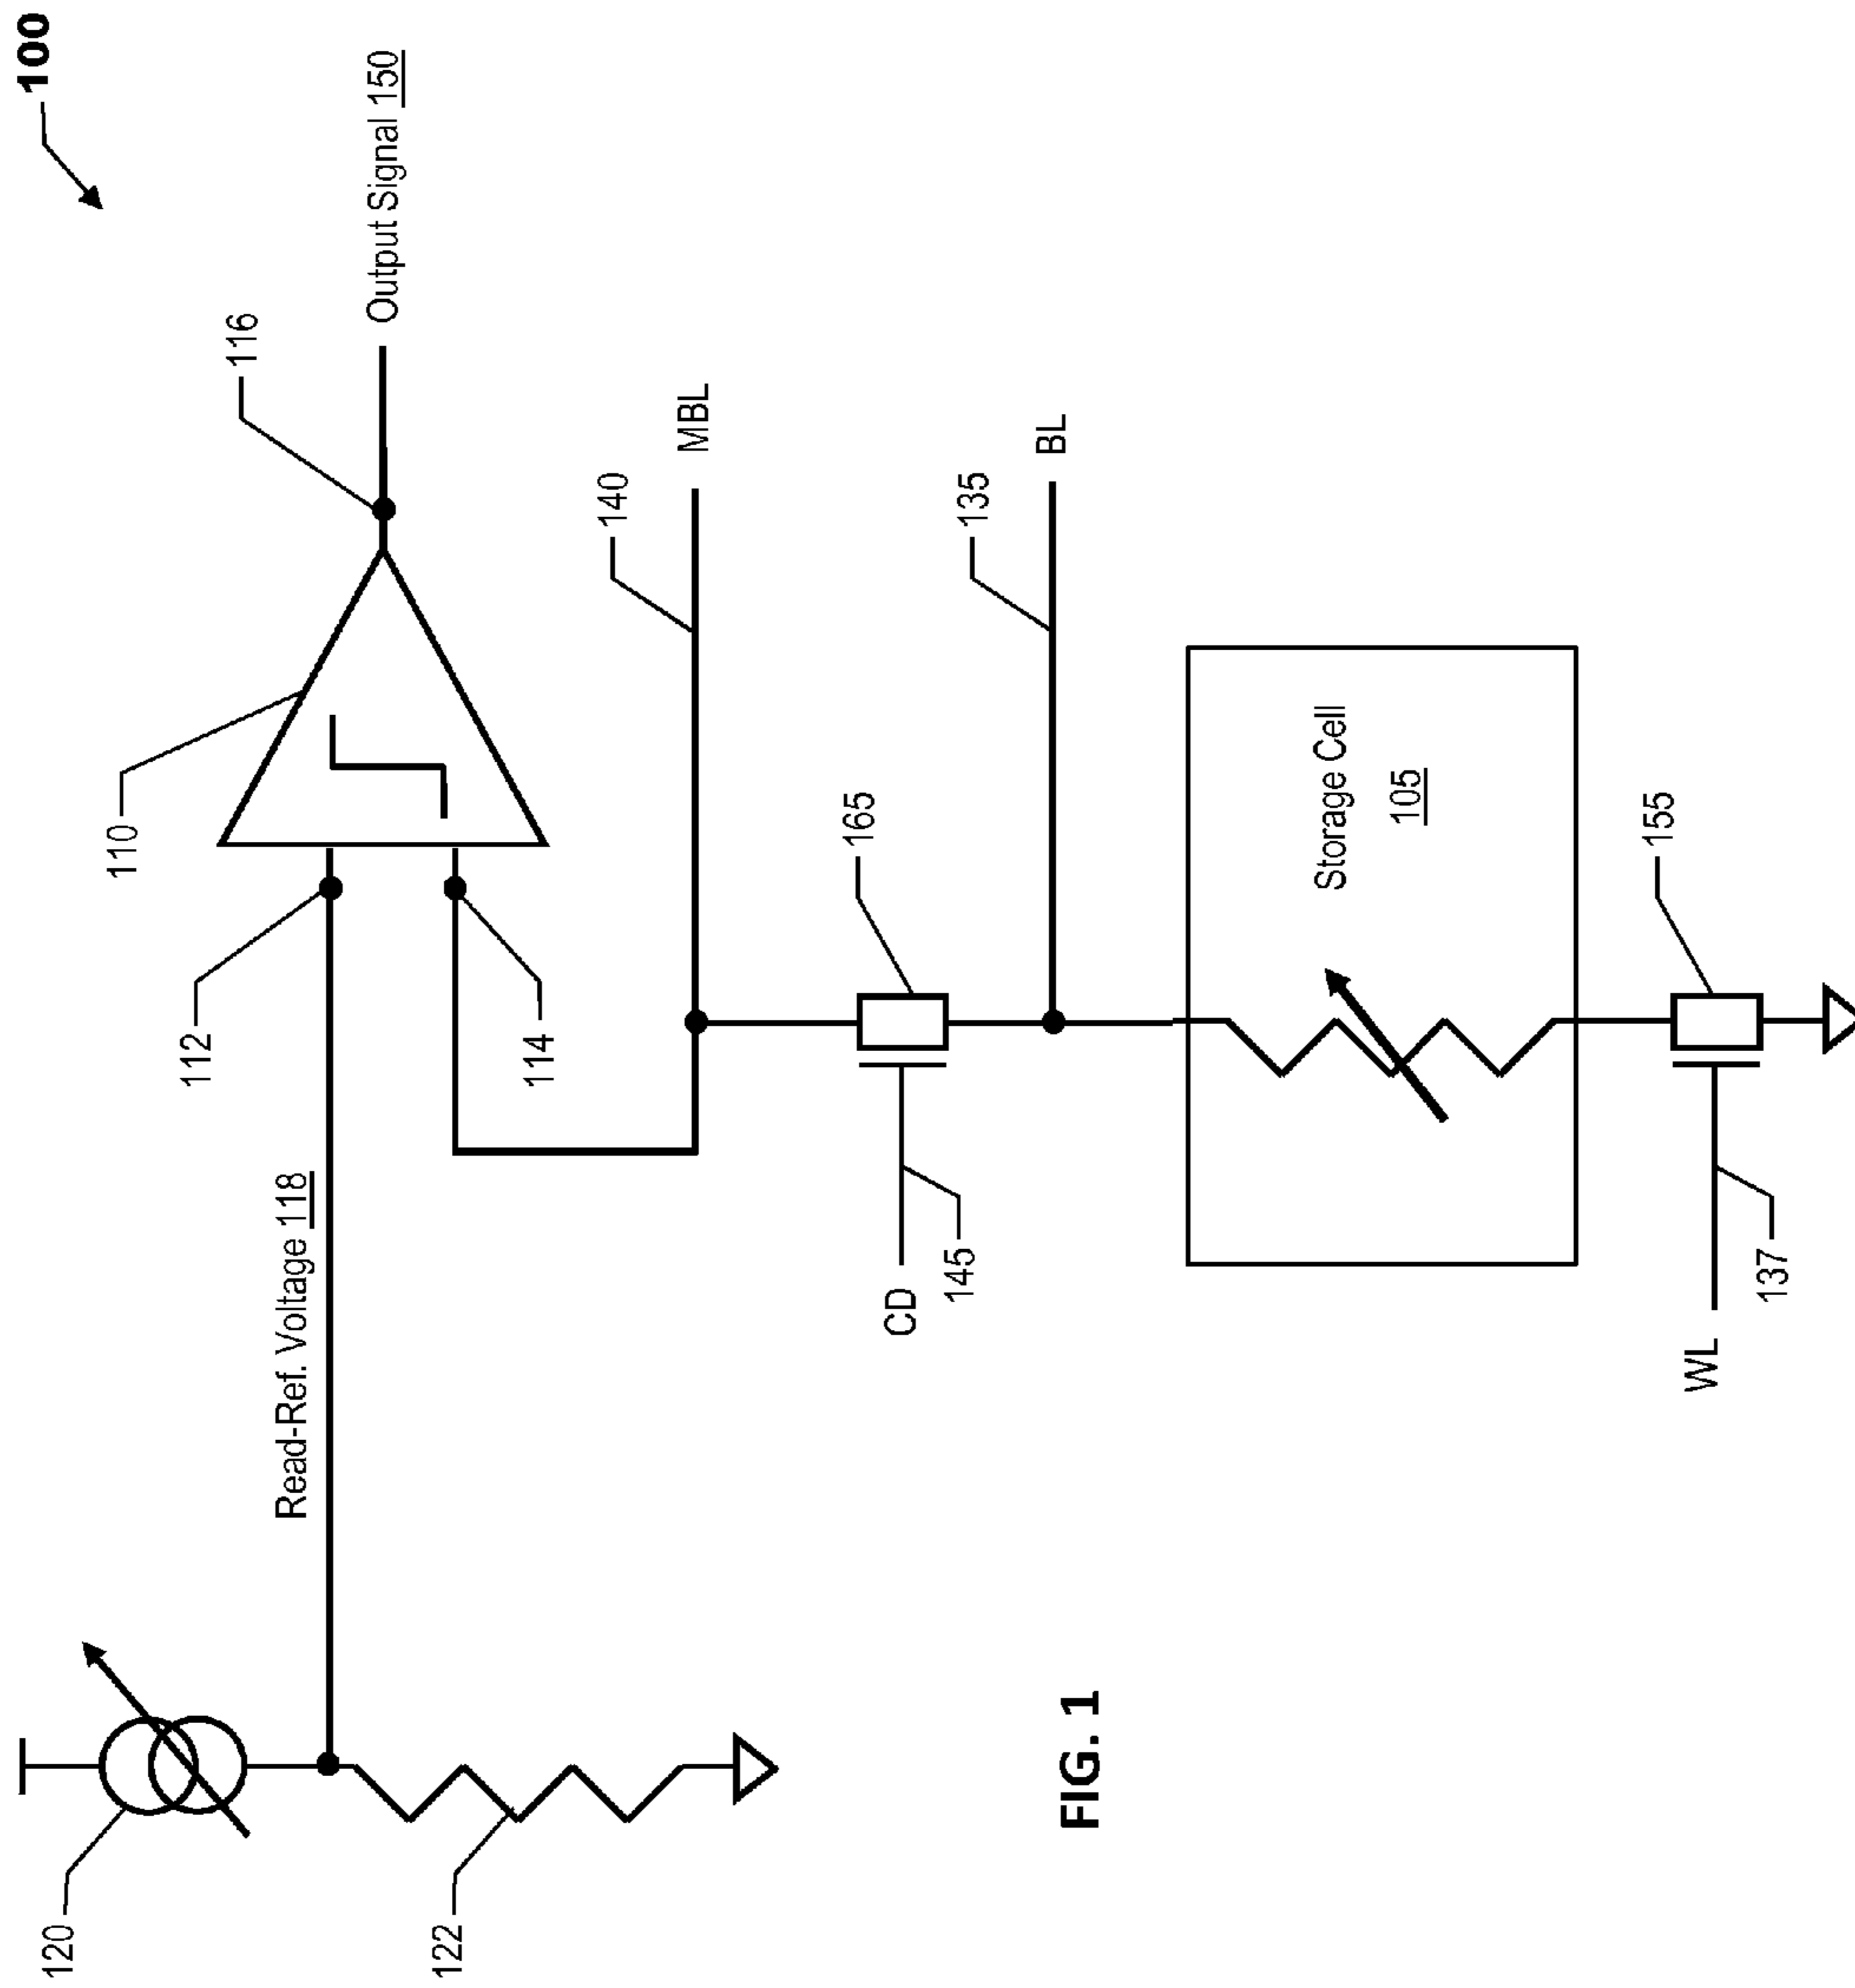 100
120
122
Read-Ref. Voltage 118
112
110
114
116
Output Signal 150
140
MBL
165
CD
145
135
BL
Storage Cell
105
155
WL
137
FIG. 1